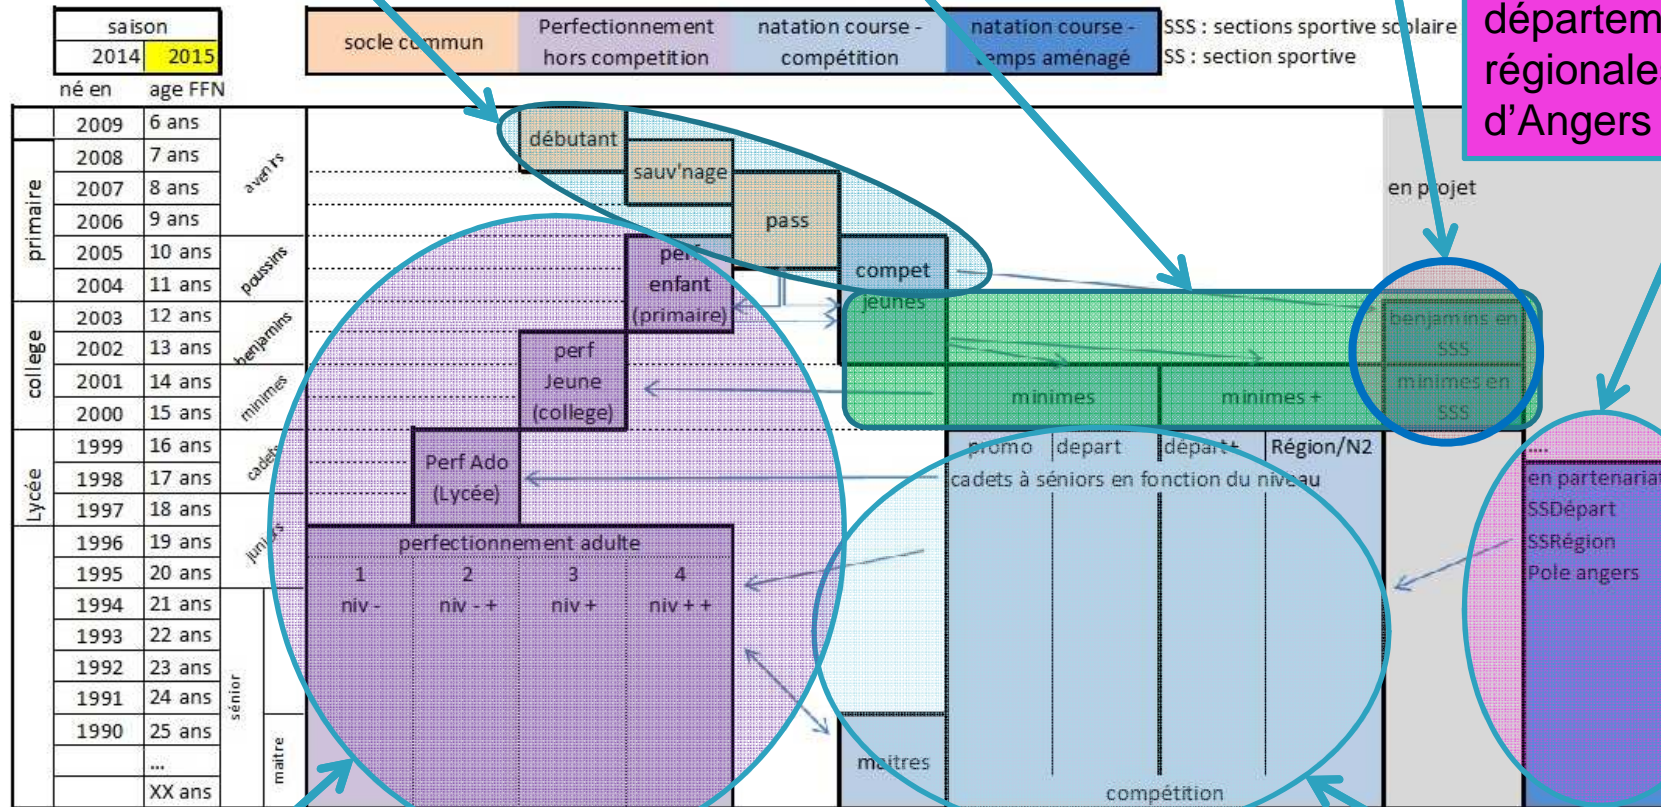 saison
2014 2015
né en age FFN
socle commun
Perfectionnement
hors competition
natation course -
compétition
natation course -
temps aménagé
SSS : sections sportive scolaire
SS : section sportive
départem
régionale
d'Angers
primaire
college
Lycée
2009 6 ans
2008 7 ans
2007 8 ans
2006 9 ans
2005 10 ans
2004 11 ans
2003 12 ans
2002 13 ans
2001 14 ans
2000 15 ans
1999 16 ans
1998 17 ans
1997 18 ans
1996 19 ans
1995 20 ans
1994 21 ans
1993 22 ans
1992 23 ans
1991 24 ans
1990 25 ans
...
XX ans
avenirs
poussins
benjamins
minimes
cadets
juniors
sénior
maitre
débutant
sauv'nage
pass
perf
enfant
(primaire)
compet
jeunes
perf
Jeune
(college)
Perf Ado
(Lycée)
perfectionnement adulte
1 2 3 4
niv - niv - + niv + niv + +
en projet
benjamins en
SSS
minimes minimes +
minimes en
SSS
promo depart départ+ Région/N2
cadets à séniors en fonction du niveau
maitres
compétition
....
en partenariat
SSDépart
SSRégion
Pole angers